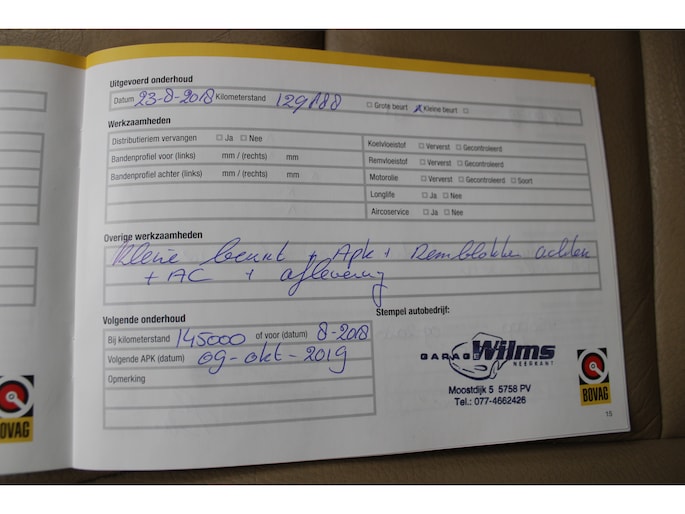 Uitgevoerd onderhoud
Datum 23-8-2018 Kilometerstand 129188 □ Grote beurt ☒ Kleine beurt □
Werkzaamheden
Distributieriem vervangen □ Ja □ Nee
Bandenprofiel voor (links) mm / (rechts) mm
Bandenprofiel achter (links) mm / (rechts) mm
Koelvloeistof □ Ververst □ Gecontroleerd
Remvloeistof □ Ververst □ Gecontroleerd
Motorolie □ Ververst □ Gecontroleerd □ Soort
Longlife □ Ja □ Nee
Aircoservice □ Ja □ Nee
Overige werkzaamheden
Kleine beurt + Apk + Remblokken achter
+ AC + aflevering
Volgende onderhoud
Bij kilometerstand 145000 of voor (datum) 8-2018
Volgende APK (datum) 09-okt-2019
Opmerking
Stempel autobedrijf:
GARAGE Wilms
NEERKANT
Moostdijk 5 5758 PV
Tel.: 077-4662426
BOVAG
15
BOVAG